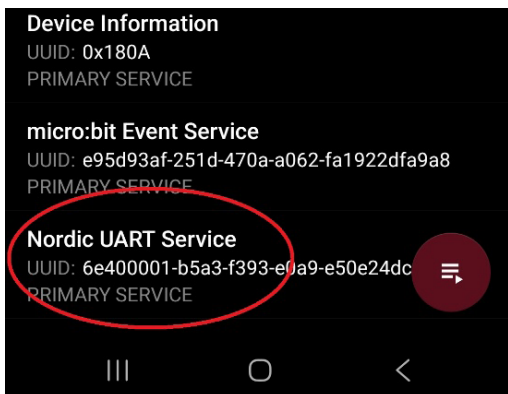 Device Information
UUID: 0x180A
PRIMARY SERVICE
micro:bit Event Service
UUID: e95d93af-251d-470a-a062-fa1922dfa9a8
PRIMARY SERVICE
Nordic UART Service
UUID: 6e400001-b5a3-f393-e0a9-e50e24dc
PRIMARY SERVICE